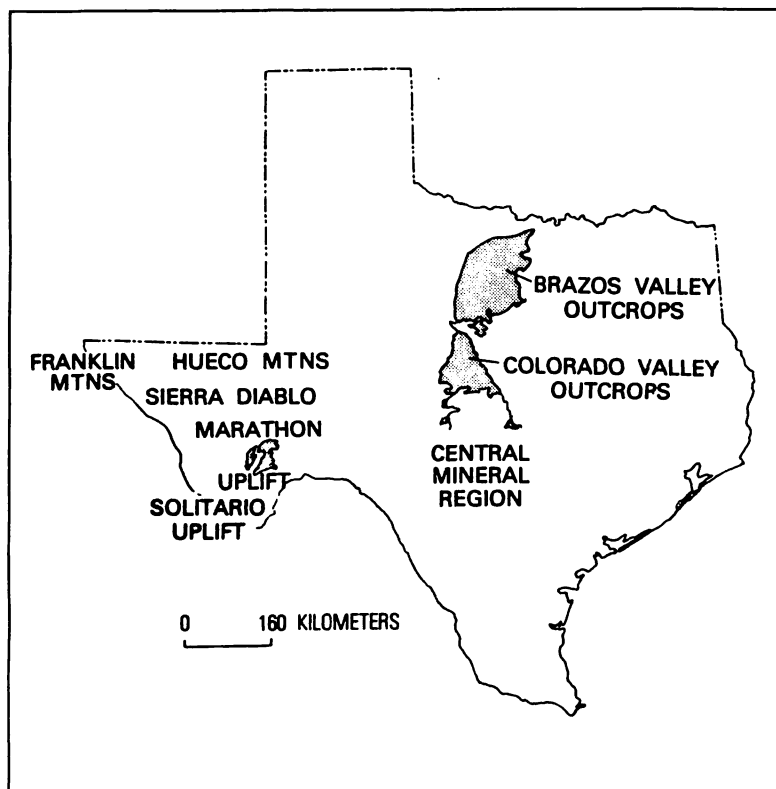 BRAZOS VALLEY
OUTCROPS
FRANKLIN
MTNS
HUECO MTNS
SIERRA DIABLO
COLORADO VALLEY
OUTCROPS
MARATHON
UPLIFT
CENTRAL
MINERAL
REGION
SOLITARIO
UPLIFT
0 160 KILOMETERS